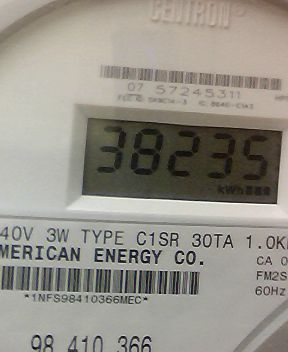 CENTRON®
07 57245311
38235
kWh
40V 3W TYPE C1SR 30TA 1.0K
MERICAN ENERGY CO.
CA 0
FM2S
60Hz
*1NFS98410366MEC*
98 410 366